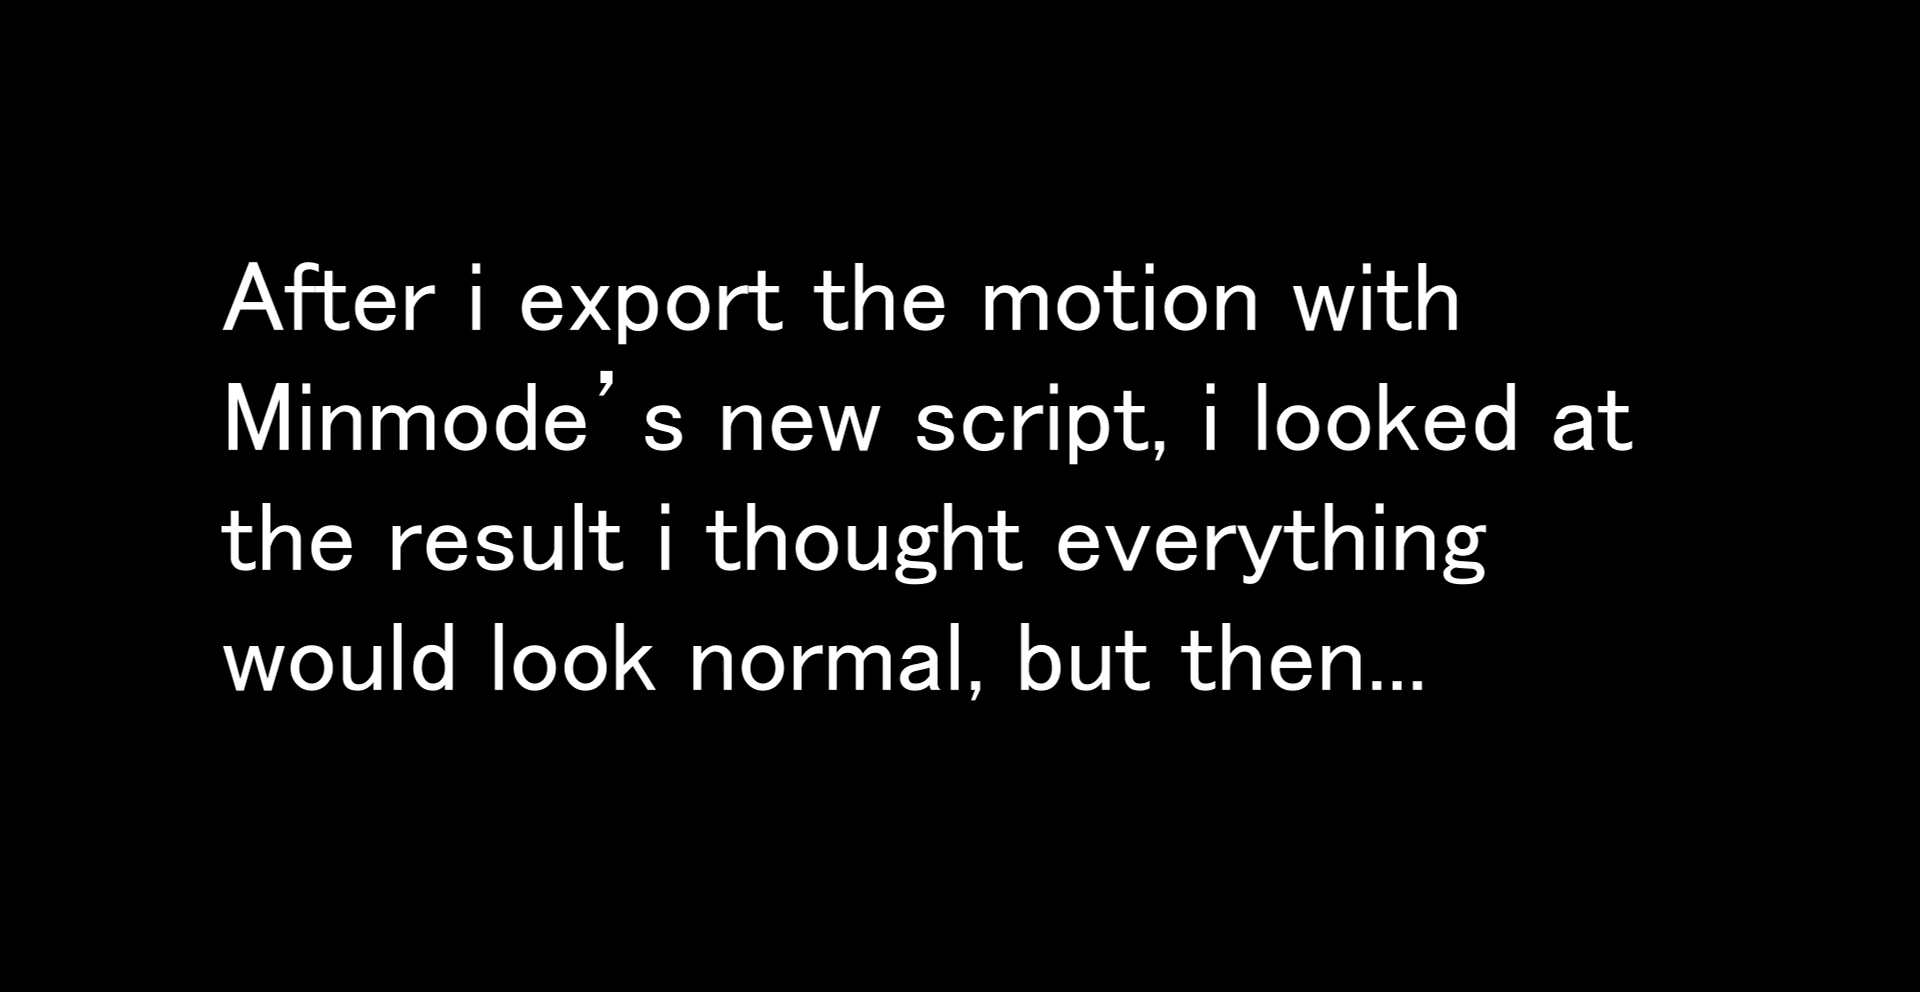 After i export the motion with
Minmode’s new script, i looked at
the result i thought everything
would look normal, but then...